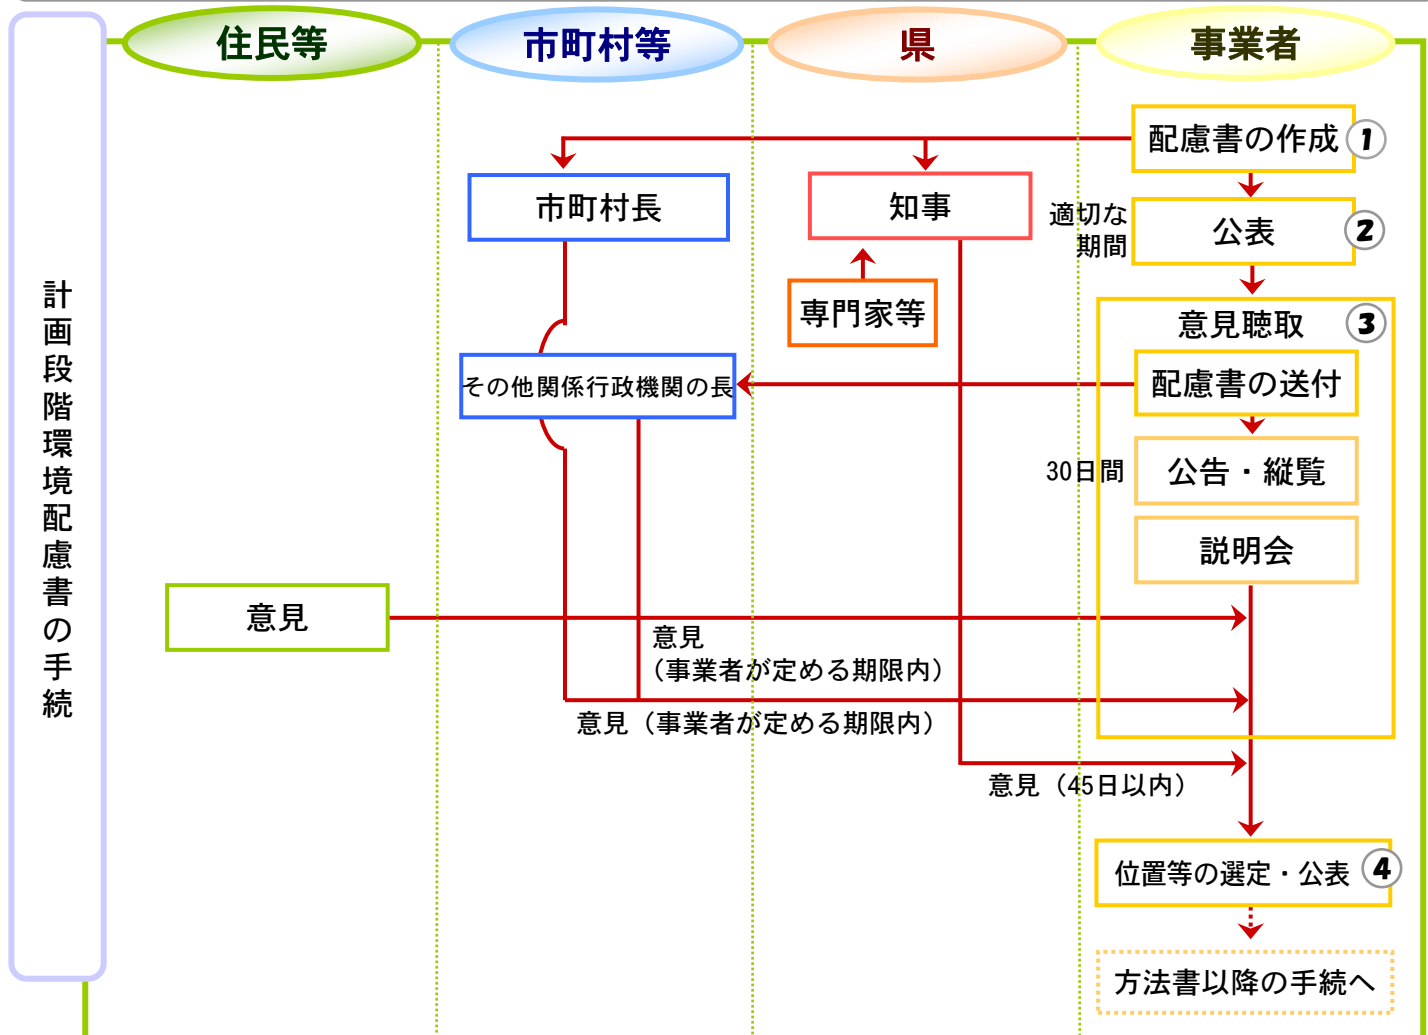 住民等
市町村等
県
事業者
計画段階環境配慮書の手続
配慮書の作成
1
市町村長
知事
適切な
期間
公表
2
専門家等
意見聴取
3
その他関係行政機関の長
配慮書の送付
30日間
公告・縦覧
説明会
意見
意見
（事業者が定める期限内）
意見（事業者が定める期限内）
意見（45日以内）
位置等の選定・公表
4
方法書以降の手続へ